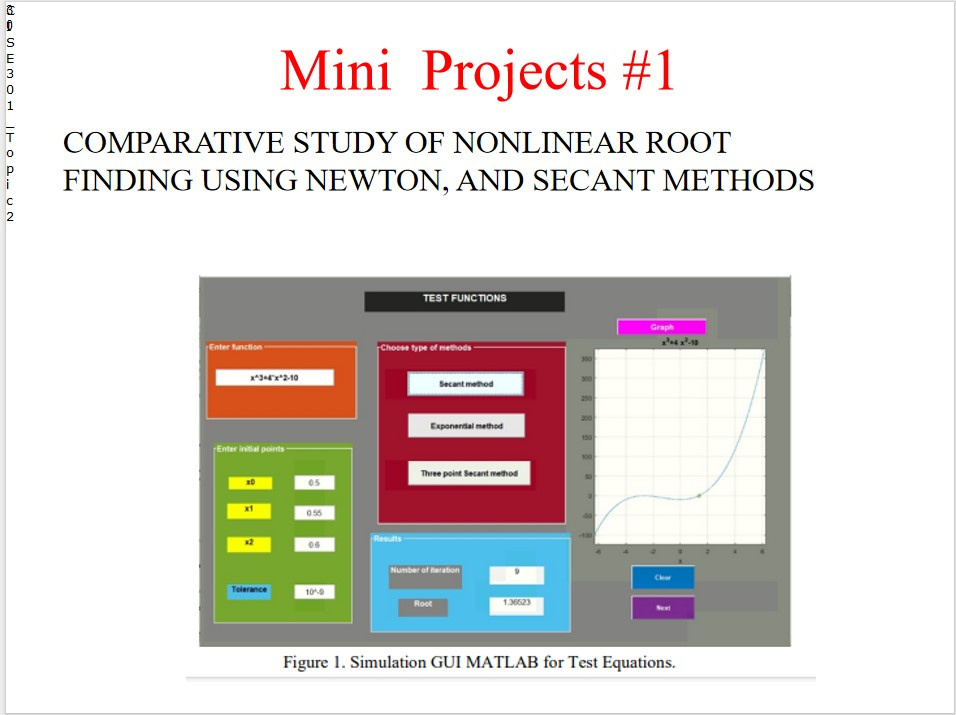 CISE301_Topic2
Mini Projects #1
COMPARATIVE STUDY OF NONLINEAR ROOT
FINDING USING NEWTON, AND SECANT METHODS
TEST FUNCTIONS
Enter function
x^3+4*x^2-10
Enter initial points
x0 0.5
x1 0.55
x2 0.6
Tolerance 10^-9
Choose type of methods
Secant method
Exponential method
Three point Secant method
Results
Number of iteration 9
Root 1.36523
Graph
x³+4 x²-10
350
300
250
200
150
100
50
0
-50
-100
-6 -4 -2 0 2 4 6
x
Clear
Next
Figure 1. Simulation GUI MATLAB for Test Equations.